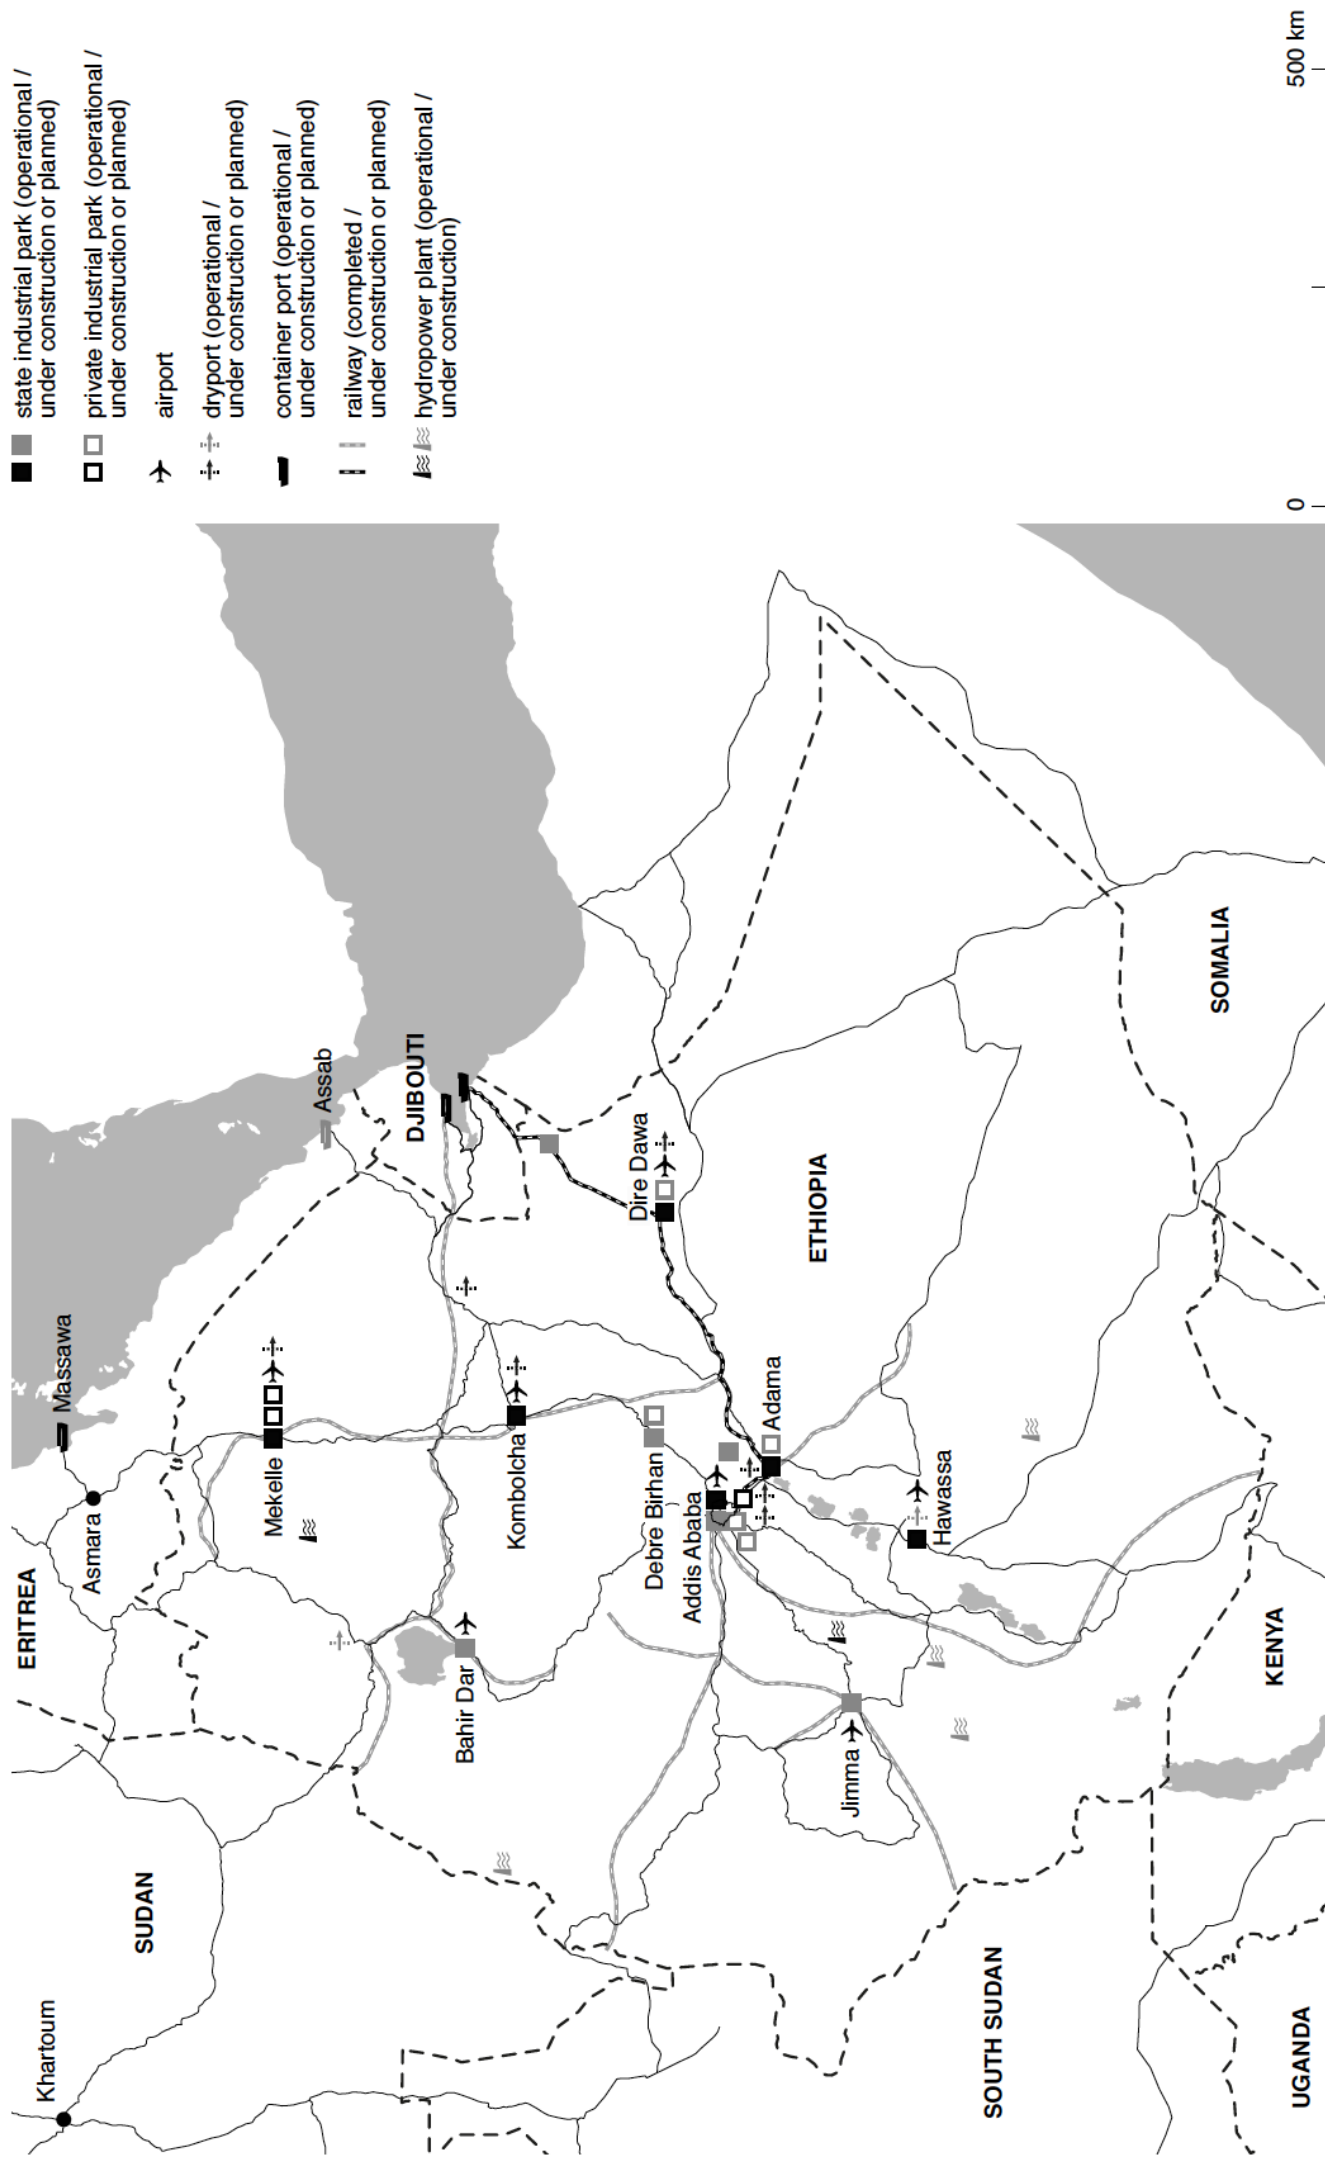 state industrial park (operational /
under construction or planned)
private industrial park (operational /
under construction or planned)
airport
dryport (operational /
under construction or planned)
container port (operational /
under construction or planned)
railway (completed /
under construction or planned)
hydropower plant (operational /
under construction)
0
500 km
Khartoum
SUDAN
ERITREA
Asmara
Massawa
Mekelle
Assab
DJIBOUTI
Bahir Dar
Kombolcha
Dire Dawa
Debre Birhan
Addis Ababa
Adama
ETHIOPIA
Jimma
Hawassa
SOUTH SUDAN
SOMALIA
KENYA
UGANDA